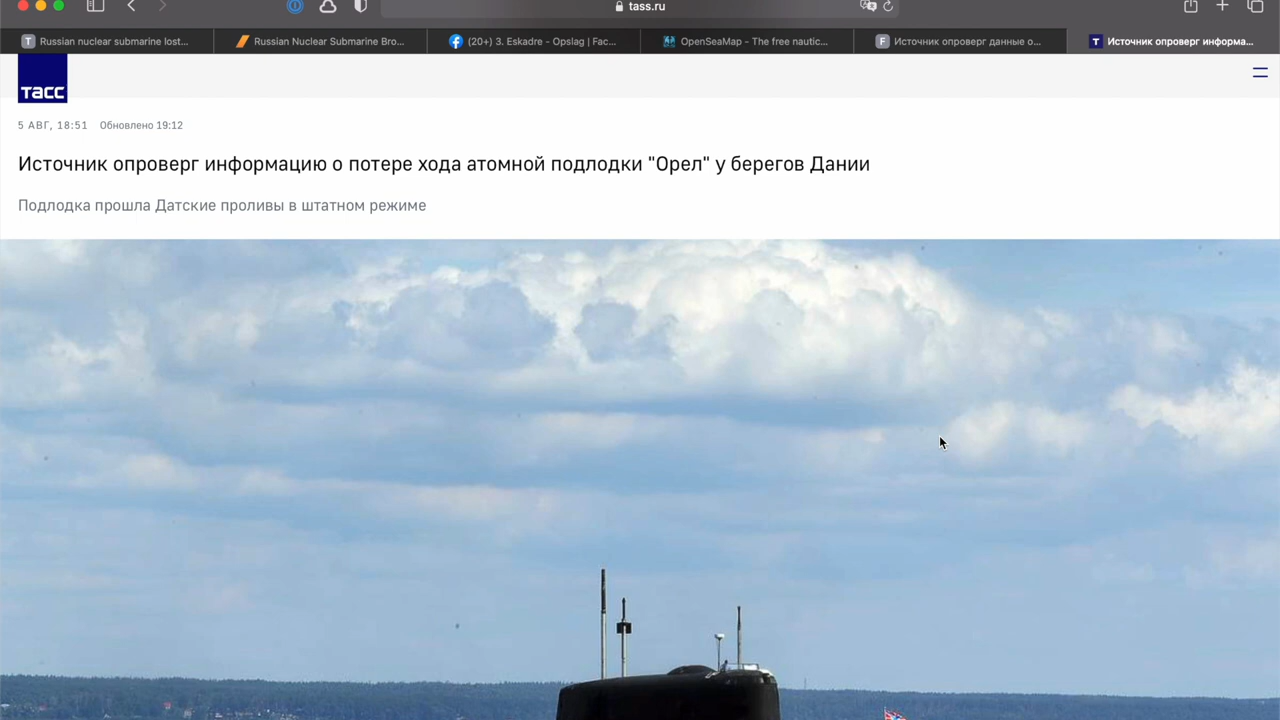 tass.ru
Russian nuclear submarine lost...
Russian Nuclear Submarine Bro...
(20+) 3. Eskadre - Opslag | Fac...
OpenSeaMap - The free nautic...
Источник опроверг данные о...
Источник опроверг информа...
ТАСС
5 АВГ, 18:51 Обновлено 19:12
Источник опроверг информацию о потере хода атомной подлодки "Орел" у берегов Дании
Подлодка прошла Датские проливы в штатном режиме